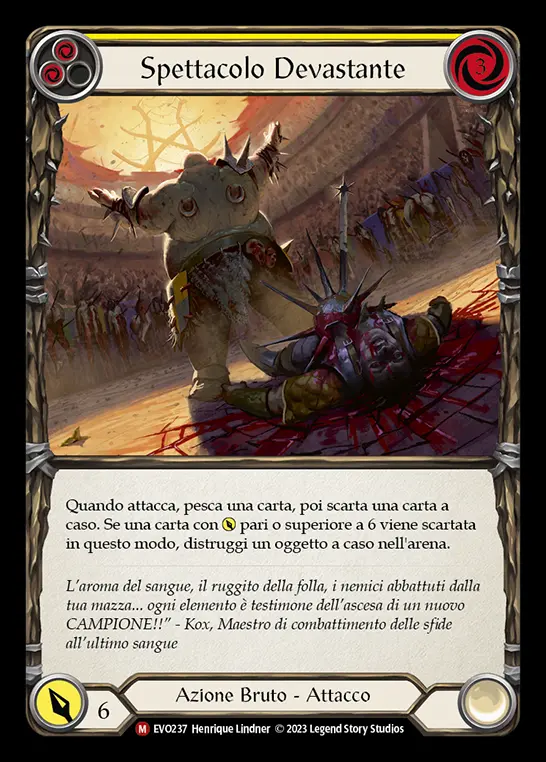 3
Spettacolo Devastante
Quando attacca, pesca una carta, poi scarta una carta a
caso. Se una carta con pari o superiore a 6 viene scartata
in questo modo, distruggi un oggetto a caso nell'arena.
L’aroma del sangue, il ruggito della folla, i nemici abbattuti dalla
tua mazza... ogni elemento è testimone dell’ascesa di un nuovo
CAMPIONE!!” - Kox, Maestro di combattimento delle sfide
all’ultimo sangue
6
Azione Bruto - Attacco
M EVO237 Henrique Lindner © 2023 Legend Story Studios